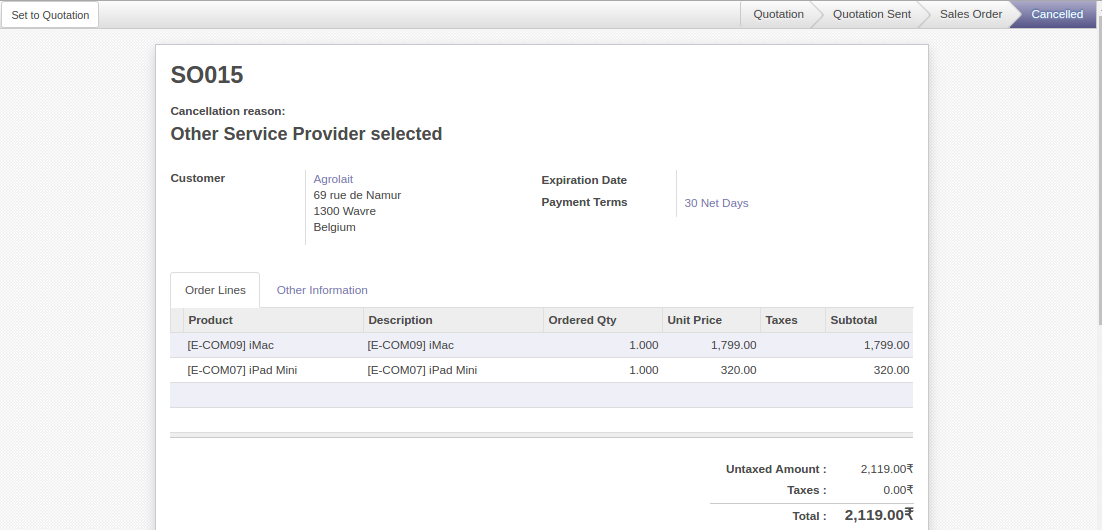 Set to Quotation
Quotation Quotation Sent Sales Order Cancelled
SO015
Cancellation reason:
Other Service Provider selected
Customer
Agrolait
69 rue de Namur
1300 Wavre
Belgium
Expiration Date
Payment Terms 30 Net Days
Order Lines Other Information
Product Description Ordered Qty Unit Price Taxes Subtotal
[E-COM09] iMac [E-COM09] iMac 1.000 1,799.00 1,799.00
[E-COM07] iPad Mini [E-COM07] iPad Mini 1.000 320.00 320.00
Untaxed Amount : 2,119.00₹
Taxes : 0.00₹
Total : 2,119.00₹